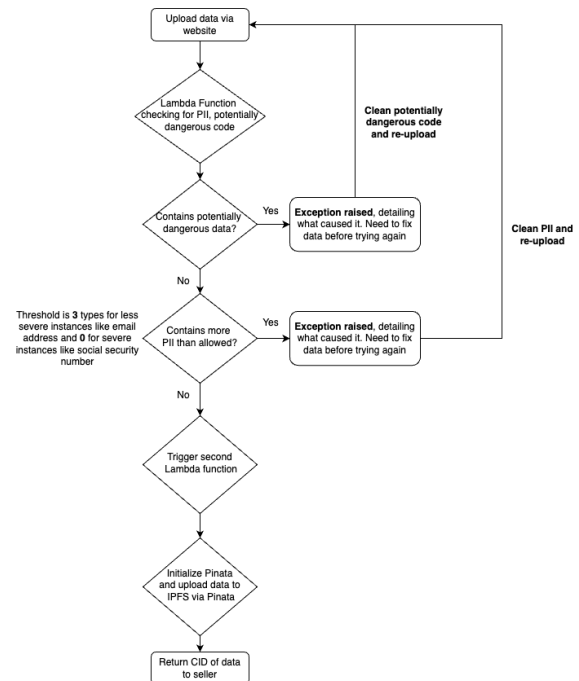 Upload data via
website
Lambda Function
checking for PII, potentially
dangerous code
Clean potentially
dangerous code
and re-upload
Contains potentially
dangerous data?
Yes
Exception raised, detailing
what caused it. Need to fix
data before trying again
Clean PII and
re-upload
No
Threshold is 3 types for less
severe instances like email
address and 0 for severe
instances like social security
number
Contains more
PII than allowed?
Yes
Exception raised, detailing
what caused it. Need to fix
data before trying again
No
Trigger second
Lambda function
Initialize Pinata
and upload data to
IPFS via Pinata
Return CID of data
to seller